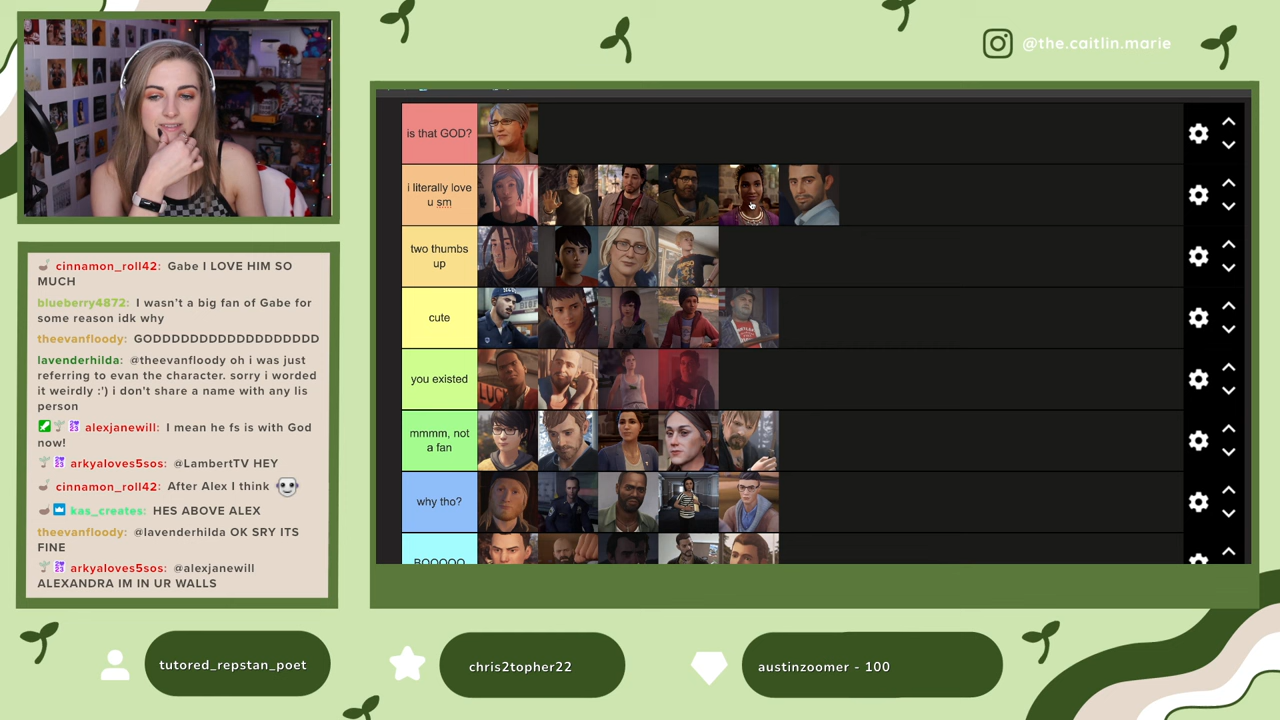 @the.caitlin.marie
cinnamon_roll42: Gabe I LOVE HIM SO
MUCH
blueberry4872: I wasn't a big fan of Gabe for
some reason idk why
theevanfloody: GODDDDDDDDDDDDDDDDDDD
lavenderhilda: @theevanfloody oh i was just
referring to evan the character. sorry i worded
it weirdly :') i don't share a name with any lis
person
alexjanewill: I mean he fs is with God
now!
arkyaloves5sos: @LambertTV HEY
cinnamon_roll42: After Alex I think
kas_creates: HES ABOVE ALEX
theevanfloody: @lavenderhilda OK SRY ITS
FINE
arkyaloves5sos: @alexjanewill
ALEXANDRA IM IN UR WALLS
is that GOD?
i literally love
u sm
two thumbs
up
cute
you existed
mmmm, not
a fan
why tho?
BOOOOO
tutored_repstan_poet
chris2topher22
austinzoomer - 100